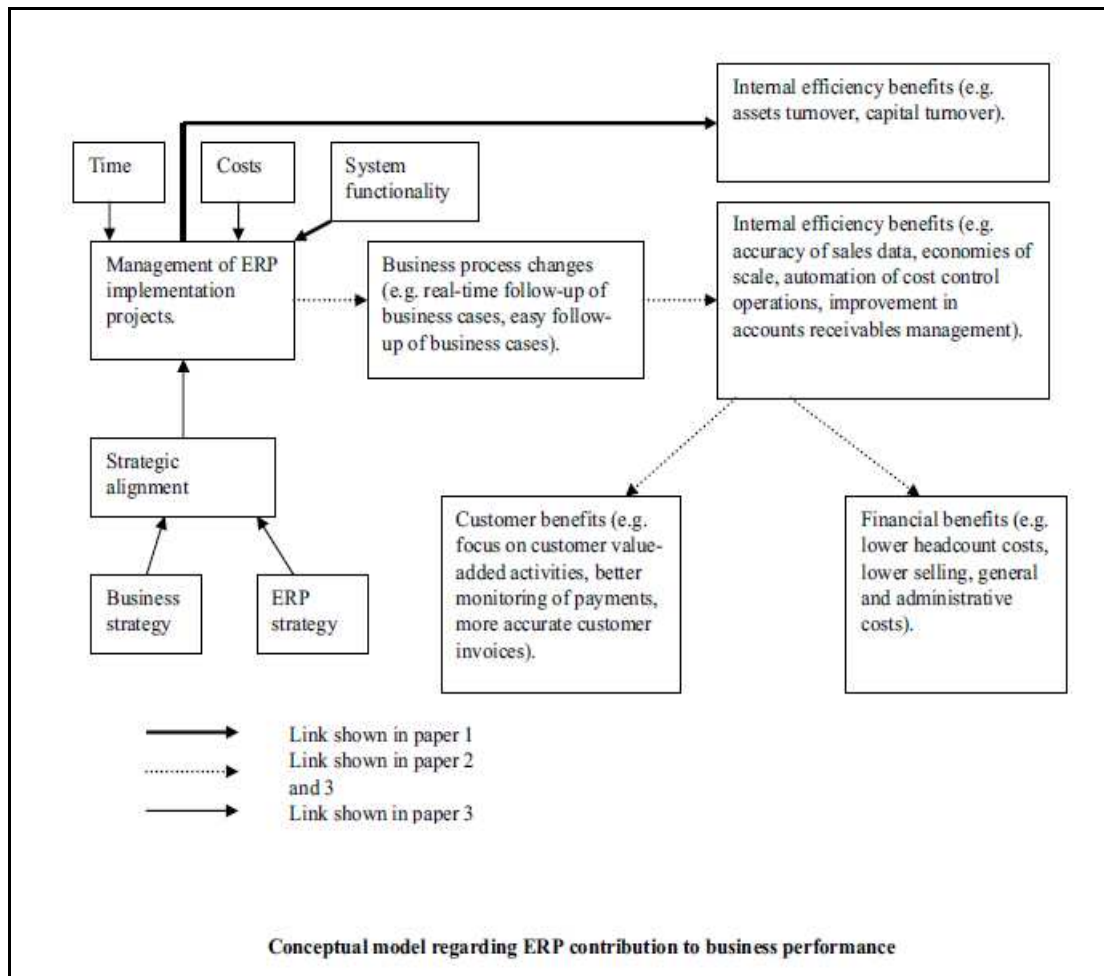 Internal efficiency benefits (e.g.
assets turnover, capital turnover).
Time
Costs
System
functionality
Management of ERP
implementation
projects.
Business process changes
(e.g. real-time follow-up of
business cases, easy follow-
up of business cases).
Internal efficiency benefits (e.g.
accuracy of sales data, economies of
scale, automation of cost control
operations, improvement in
accounts receivables management).
Strategic
alignment
Business
strategy
ERP
strategy
Customer benefits (e.g.
focus on customer value-
added activities, better
monitoring of payments,
more accurate customer
invoices).
Financial benefits (e.g.
lower headcount costs,
lower selling, general
and administrative
costs).
Link shown in paper 1
Link shown in paper 2
and 3
Link shown in paper 3
Conceptual model regarding ERP contribution to business performance